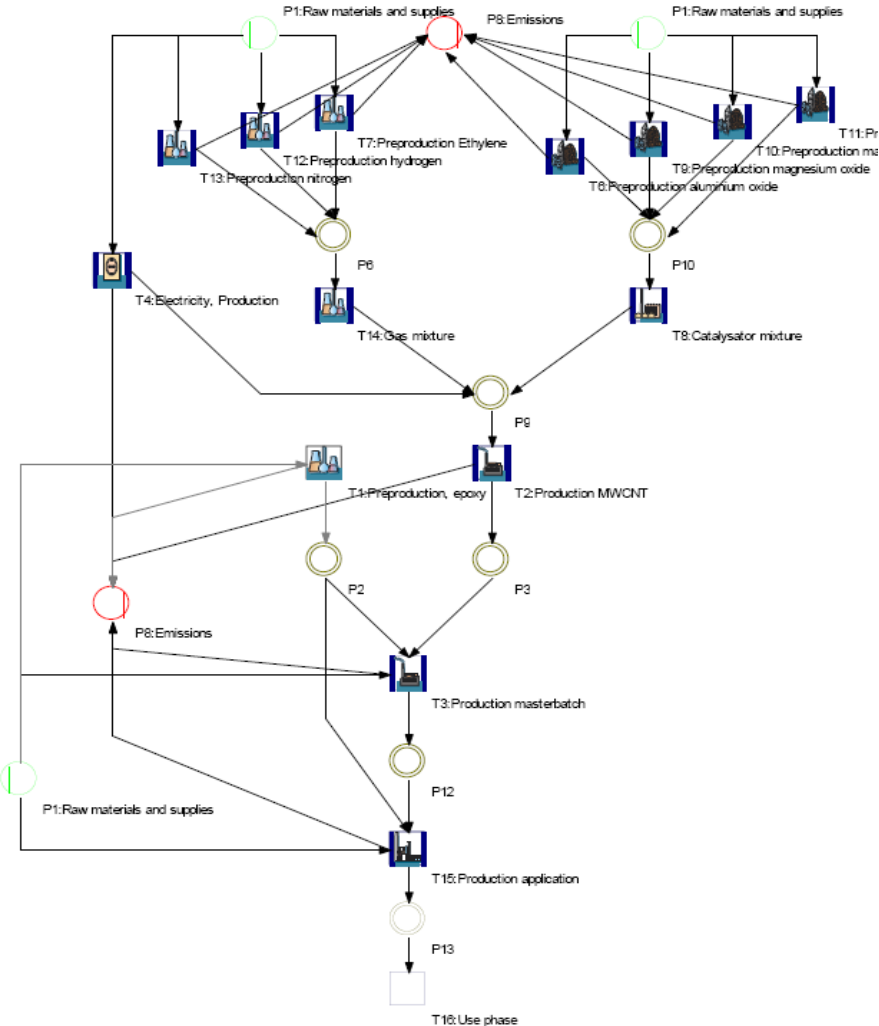 P1:Raw materials and supplies
P8:Emissions
P1:Raw materials and supplies
T7:Preproduction Ethylene
T12:Preproduction hydrogen
T13:Preproduction nitrogen
T11:Pr
T10:Preproduction ma
T9:Preproduction magnesium oxide
T6:Preproduction aluminium oxide
P6
P10
T4:Electricity, Production
T14:Gas mixture
T8:Catalysator mixture
P9
T1:Preproduction, epoxy
T2:Production MWCNT
P2
P3
P8:Emissions
T3:Production masterbatch
P12
P1:Raw materials and supplies
T15:Production application
P13
T16:Use phase